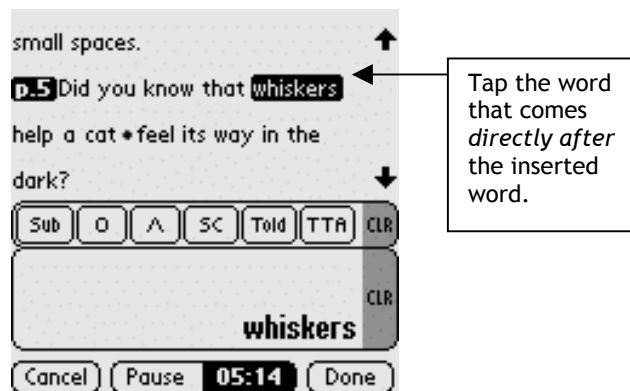 small spaces.
p.5 Did you know that whiskers
help a cat • feel its way in the
dark?
Sub O ^ SC Told TTA CLR
CLR
whiskers
Cancel Pause 05:14 Done
Tap the word
that comes
directly after
the inserted
word.